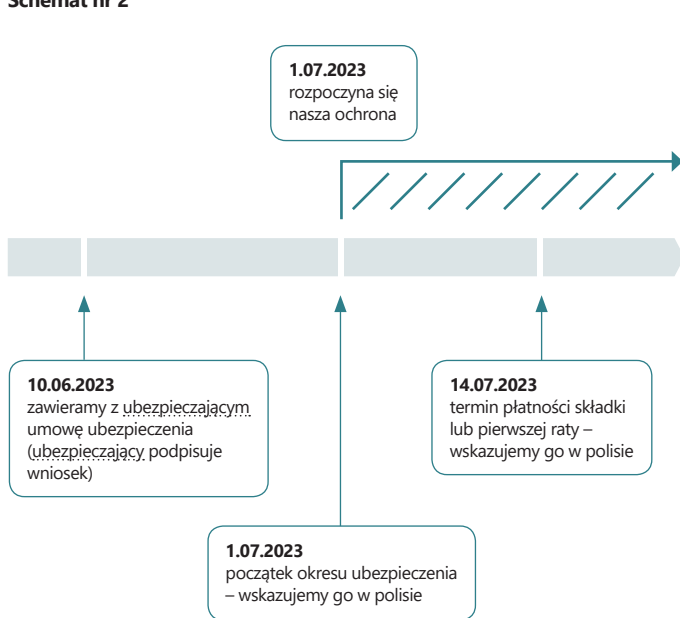 Schemat nr 2
1.07.2023
rozpoczyna się
nasza ochrona
10.06.2023
zawieramy z ubezpieczającym
umowę ubezpieczenia
(ubezpieczający podpisuje
wniosek)
14.07.2023
termin płatności składki
lub pierwszej raty –
wskazujemy go w polisie
1.07.2023
początek okresu ubezpieczenia
– wskazujemy go w polisie